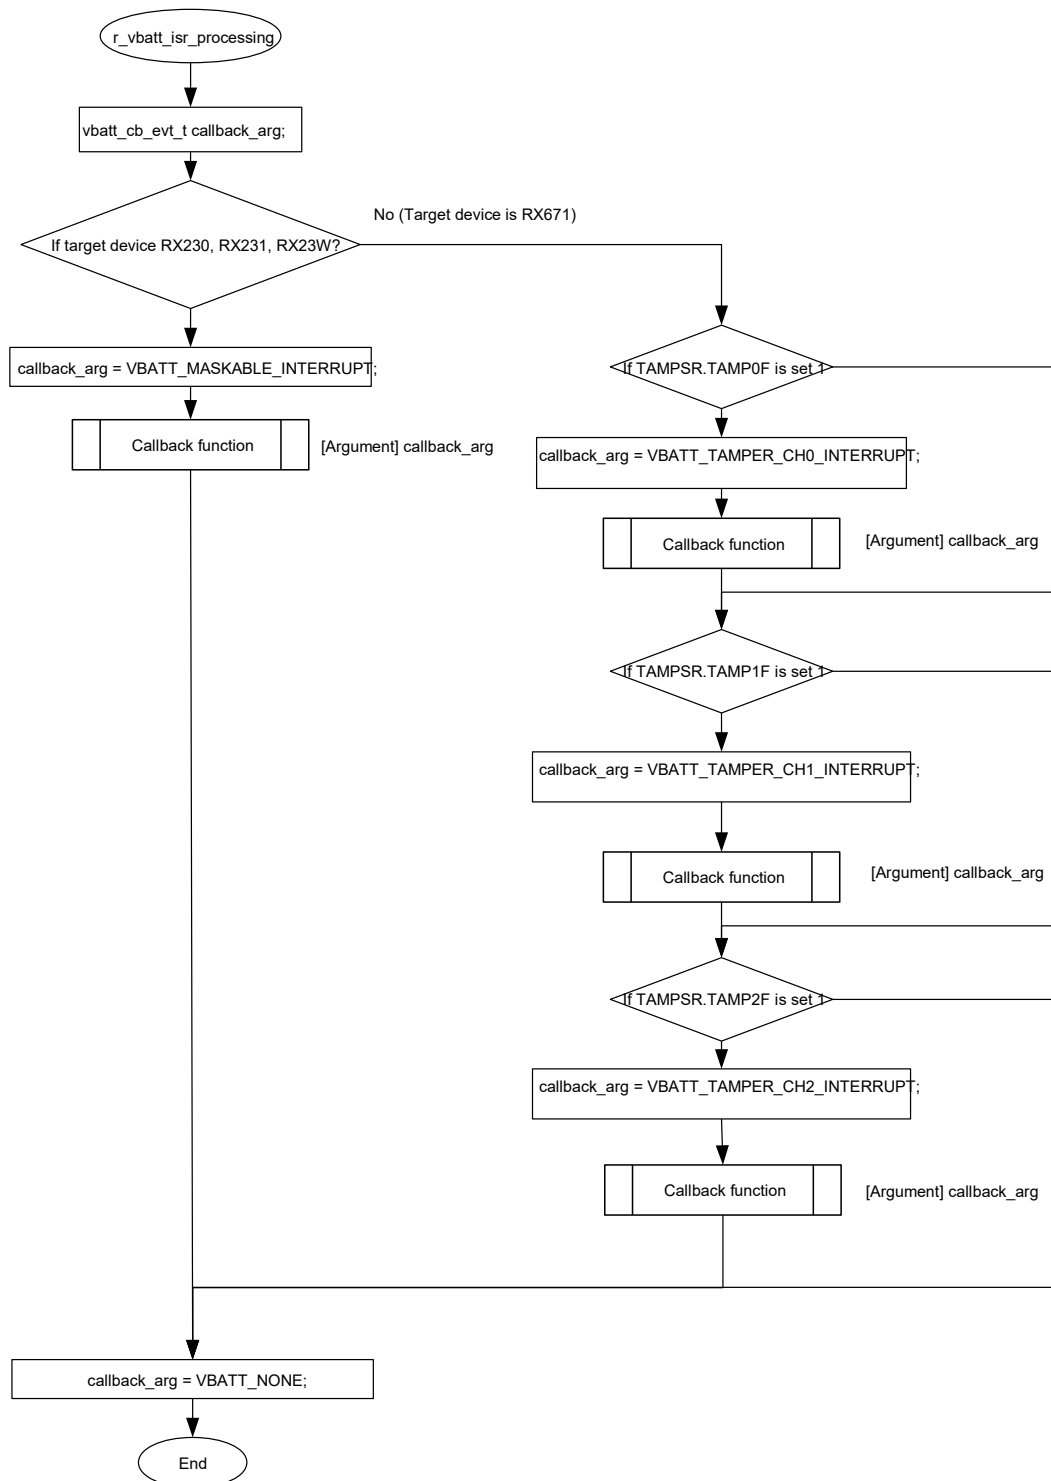 r_vbatt_isr_processing
vbatt_cb_evt_t callback_arg;
No (Target device is RX671)
If target device RX230, RX231, RX23W?
callback_arg = VBATT_MASKABLE_INTERRUPT;
Callback function
[Argument] callback_arg
If TAMPSR.TAMP0F is set 1
callback_arg = VBATT_TAMPER_CH0_INTERRUPT;
Callback function
[Argument] callback_arg
If TAMPSR.TAMP1F is set 1
callback_arg = VBATT_TAMPER_CH1_INTERRUPT;
Callback function
[Argument] callback_arg
If TAMPSR.TAMP2F is set 1
callback_arg = VBATT_TAMPER_CH2_INTERRUPT;
Callback function
[Argument] callback_arg
callback_arg = VBATT_NONE;
End